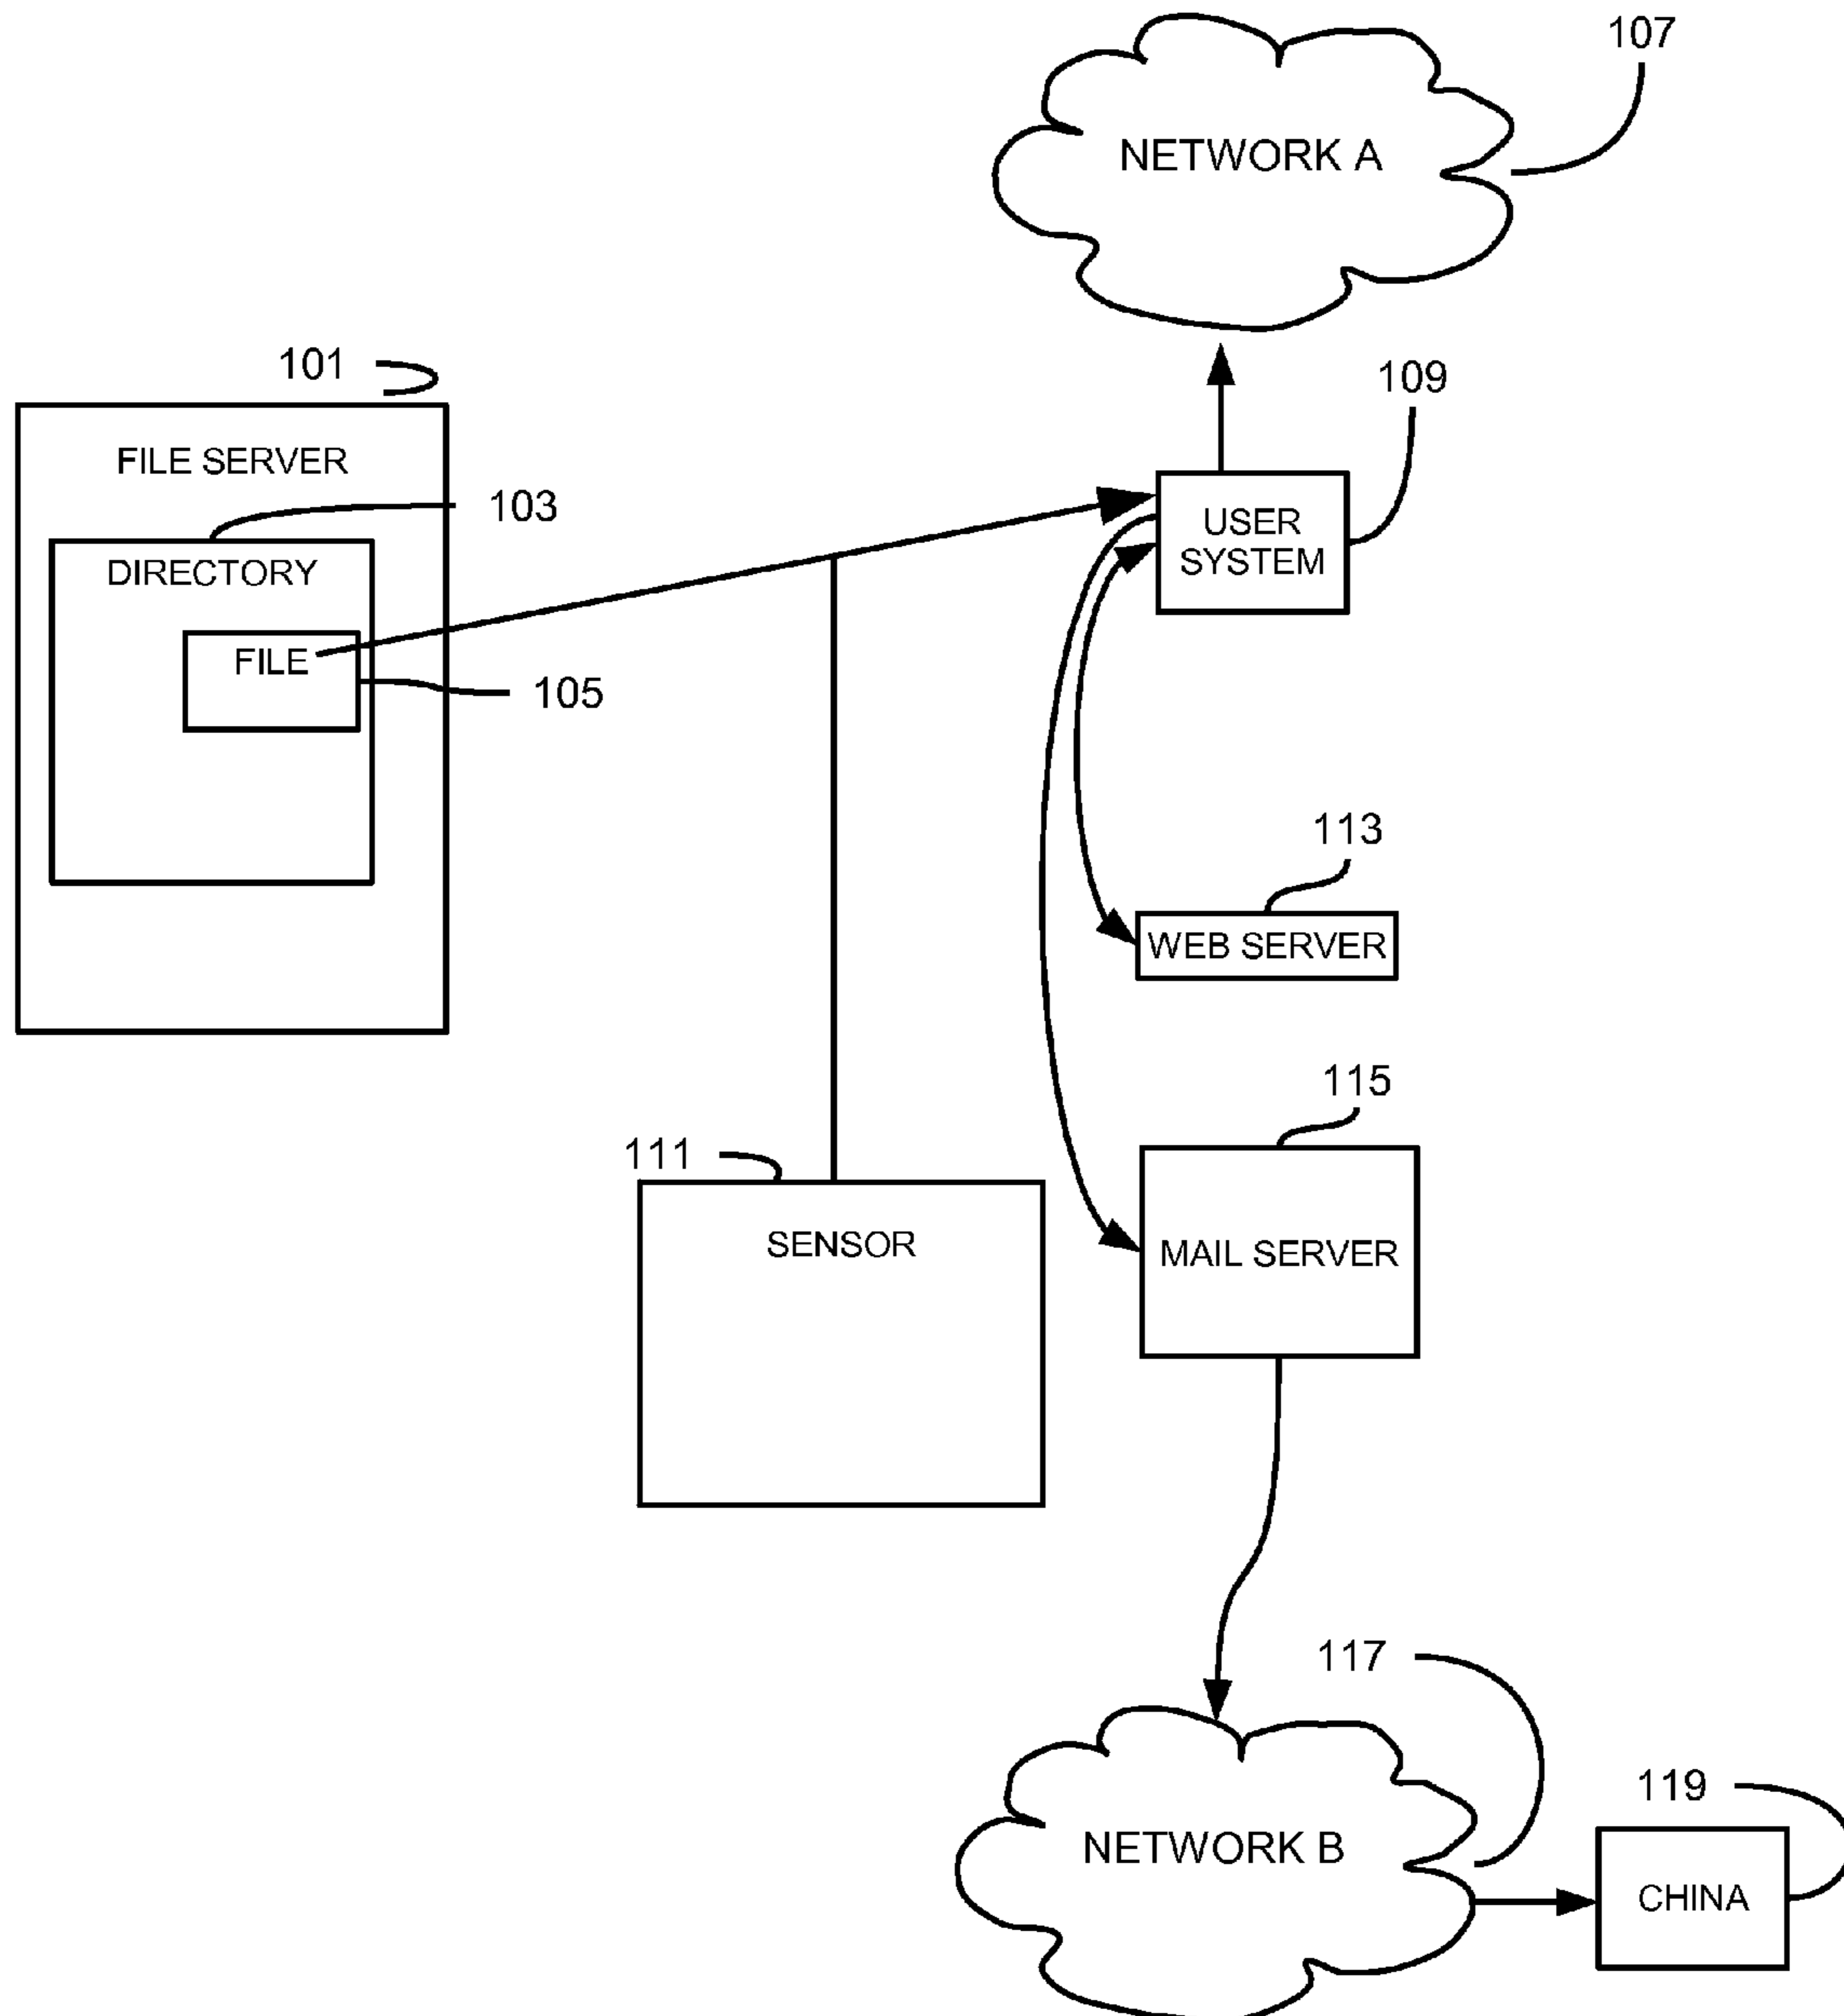 107
NETWORK A
101
109
FILE SERVER
103
USER
SYSTEM
DIRECTORY
FILE
105
113
WEB SERVER
115
111
SENSOR
MAIL SERVER
117
119
NETWORK B
CHINA